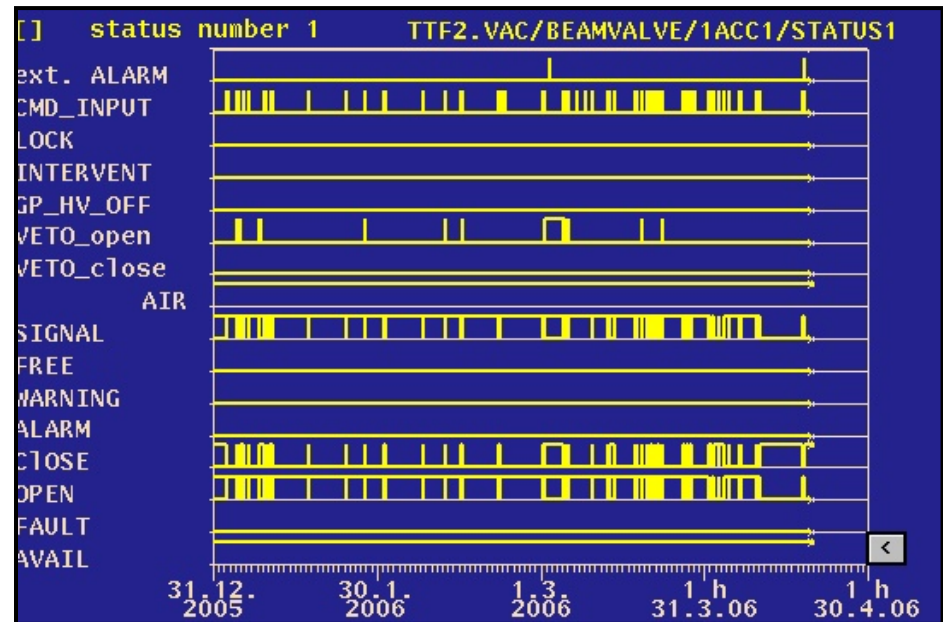 [] status number 1 TTF2.VAC/BEAMVALVE/1ACC1/STATUS1
ext. ALARM
CMD_INPUT
LOCK
INTERVENT
GP_HV_OFF
VETO_open
VETO_close
AIR
SIGNAL
FREE
WARNING
ALARM
ClOSE
OPEN
FAULT
AVAIL
<
31.12. 30.1. 1.3. 1 h 1 h
2005 2006 2006 31.3.06 30.4.06